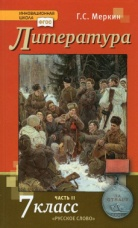 ИННОВАЦИОННАЯ
ШКОЛА
ФГОС
Г.С. Меркин
Литература
ЧАСТЬ II
7 класс
«РУССКОЕ СЛОВО»